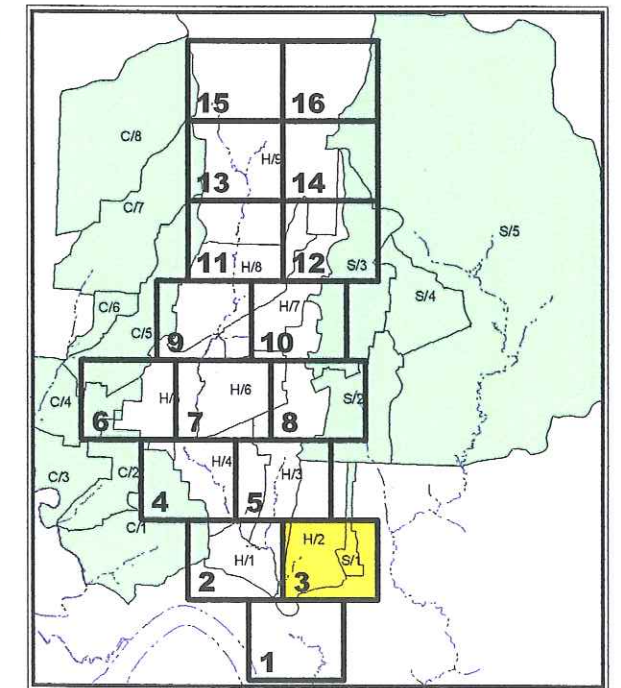 15 16
C/8
H/9
13 14
C/7
S/5
11 H/8 12 S/3
S/4
C/6
H/7
C/5
9 10
H/6
C/4 H/ S/2
6 7 8
H/4
C/3 C/2 H/3
4 5
C/1
H/2
H/1 S/1
2 3
1